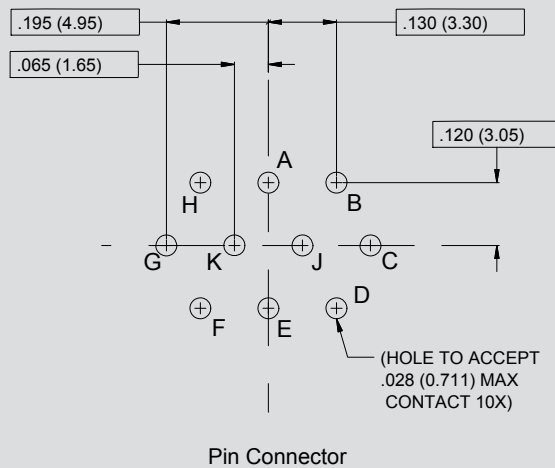 .195 (4.95)
.130 (3.30)
.065 (1.65)
.120 (3.05)
A
H
B
G
K
J
C
F
E
D
(HOLE TO ACCEPT
.028 (0.711) MAX
CONTACT 10X)
Pin Connector